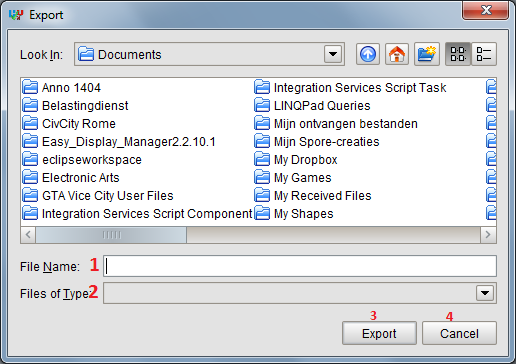 Export
Look In: Documents
Anno 1404
Belastingdienst
CivCity Rome
Easy_Display_Manager2.2.10.1
eclipseworkspace
Electronic Arts
GTA Vice City User Files
Integration Services Script Component
Integration Services Script Task
LINQPad Queries
Mijn ontvangen bestanden
Mijn Spore-creaties
My Dropbox
My Games
My Received Files
My Shapes
File Name: 1
Files of Type: 2
3 4
Export Cancel